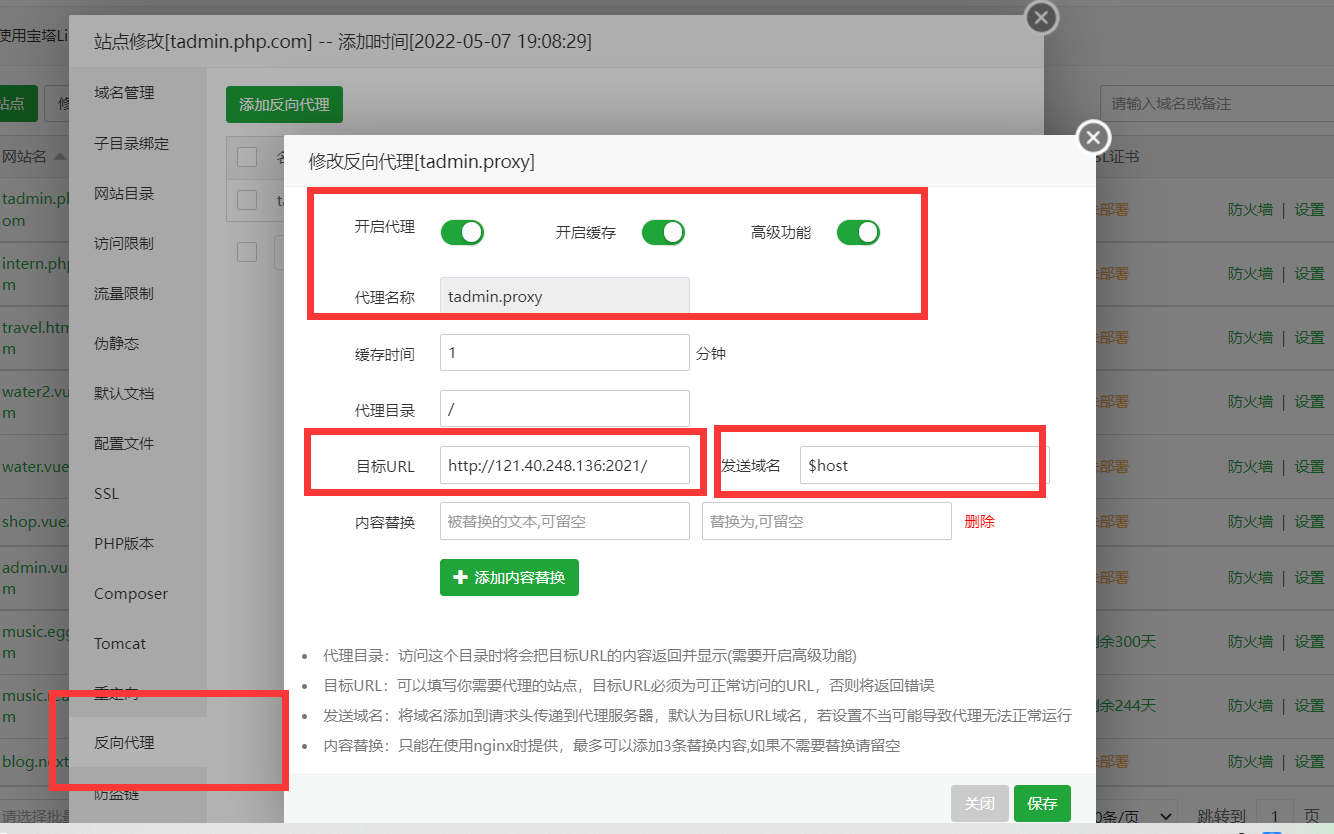 使用宝塔Li
站点修改[tadmin.php.com] -- 添加时间[2022-05-07 19:08:29]
域名管理
子目录绑定
网站目录
访问限制
流量限制
伪静态
默认文档
配置文件
SSL
PHP版本
Composer
Tomcat
重定向
反向代理
防盗链
添加反向代理
站点
修
请输入域名或备注
网站名
SL证书
tadmin.ph
om
部署
防火墙 | 设置
intern.php
m
部署
防火墙 | 设置
travel.htm
m
部署
防火墙 | 设置
water2.vu
m
部署
防火墙 | 设置
water.vue
部署
防火墙 | 设置
shop.vue.
部署
防火墙 | 设置
admin.vu
m
部署
防火墙 | 设置
music.egg
m
余300天
防火墙 | 设置
music.
m
余244天
防火墙 | 设置
blog.next
部署
防火墙 | 设置
请选择批量
0条/页
跳转到
1
页
修改反向代理[tadmin.proxy]
开启代理
开启缓存
高级功能
代理名称 tadmin.proxy
缓存时间 1 分钟
代理目录 /
目标URL http://121.40.248.136:2021/ 发送域名 $host
内容替换 被替换的文本,可留空 替换为,可留空 删除
添加内容替换
代理目录：访问这个目录时将会把目标URL的内容返回并显示(需要开启高级功能)
目标URL：可以填写你需要代理的站点，目标URL必须为可正常访问的URL，否则将返回错误
发送域名：将域名添加到请求头传递到代理服务器，默认为目标URL域名，若设置不当可能导致代理无法正常运行
内容替换：只能在使用nginx时提供，最多可以添加3条替换内容,如果不需要替换请留空
关闭 保存